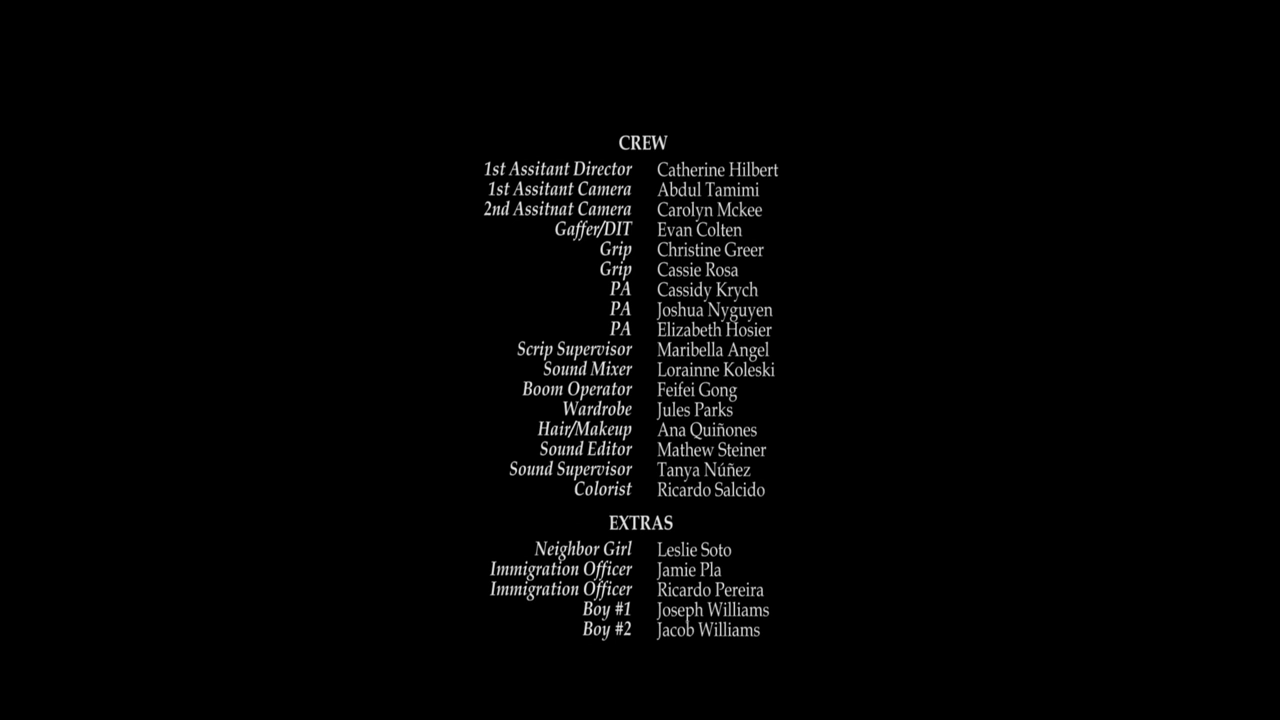 CREW
1st Assitant Director Catherine Hilbert
1st Assitant Camera Abdul Tamimi
2nd Assitnat Camera Carolyn Mckee
Gaffer/DIT Evan Colten
Grip Christine Greer
Grip Cassie Rosa
PA Cassidy Krych
PA Joshua Nyguyen
PA Elizabeth Hosier
Scrip Supervisor Maribella Angel
Sound Mixer Lorainne Koleski
Boom Operator Feifei Gong
Wardrobe Jules Parks
Hair/Makeup Ana Quiñones
Sound Editor Mathew Steiner
Sound Supervisor Tanya Núñez
Colorist Ricardo Salcido
EXTRAS
Neighbor Girl Leslie Soto
Immigration Officer Jamie Pla
Immigration Officer Ricardo Pereira
Boy #1 Joseph Williams
Boy #2 Jacob Williams